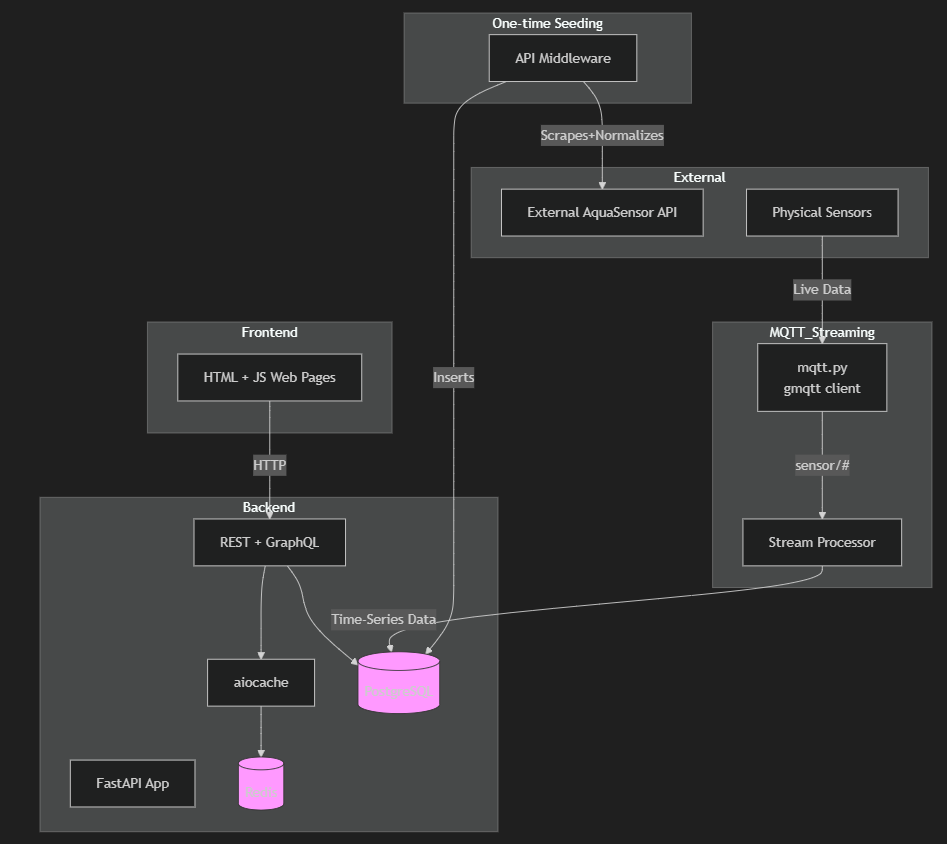 One-time Seeding
API Middleware
Scrapes+Normalizes
External
External AquaSensor API
Physical Sensors
Live Data
Frontend
HTML + JS Web Pages
MQTT_Streaming
mqtt.py
gmqtt client
Inserts
HTTP
sensor/#
Backend
REST + GraphQL
Stream Processor
Time-Series Data
aiocache
PostgreSQL
FastAPI App
Redis